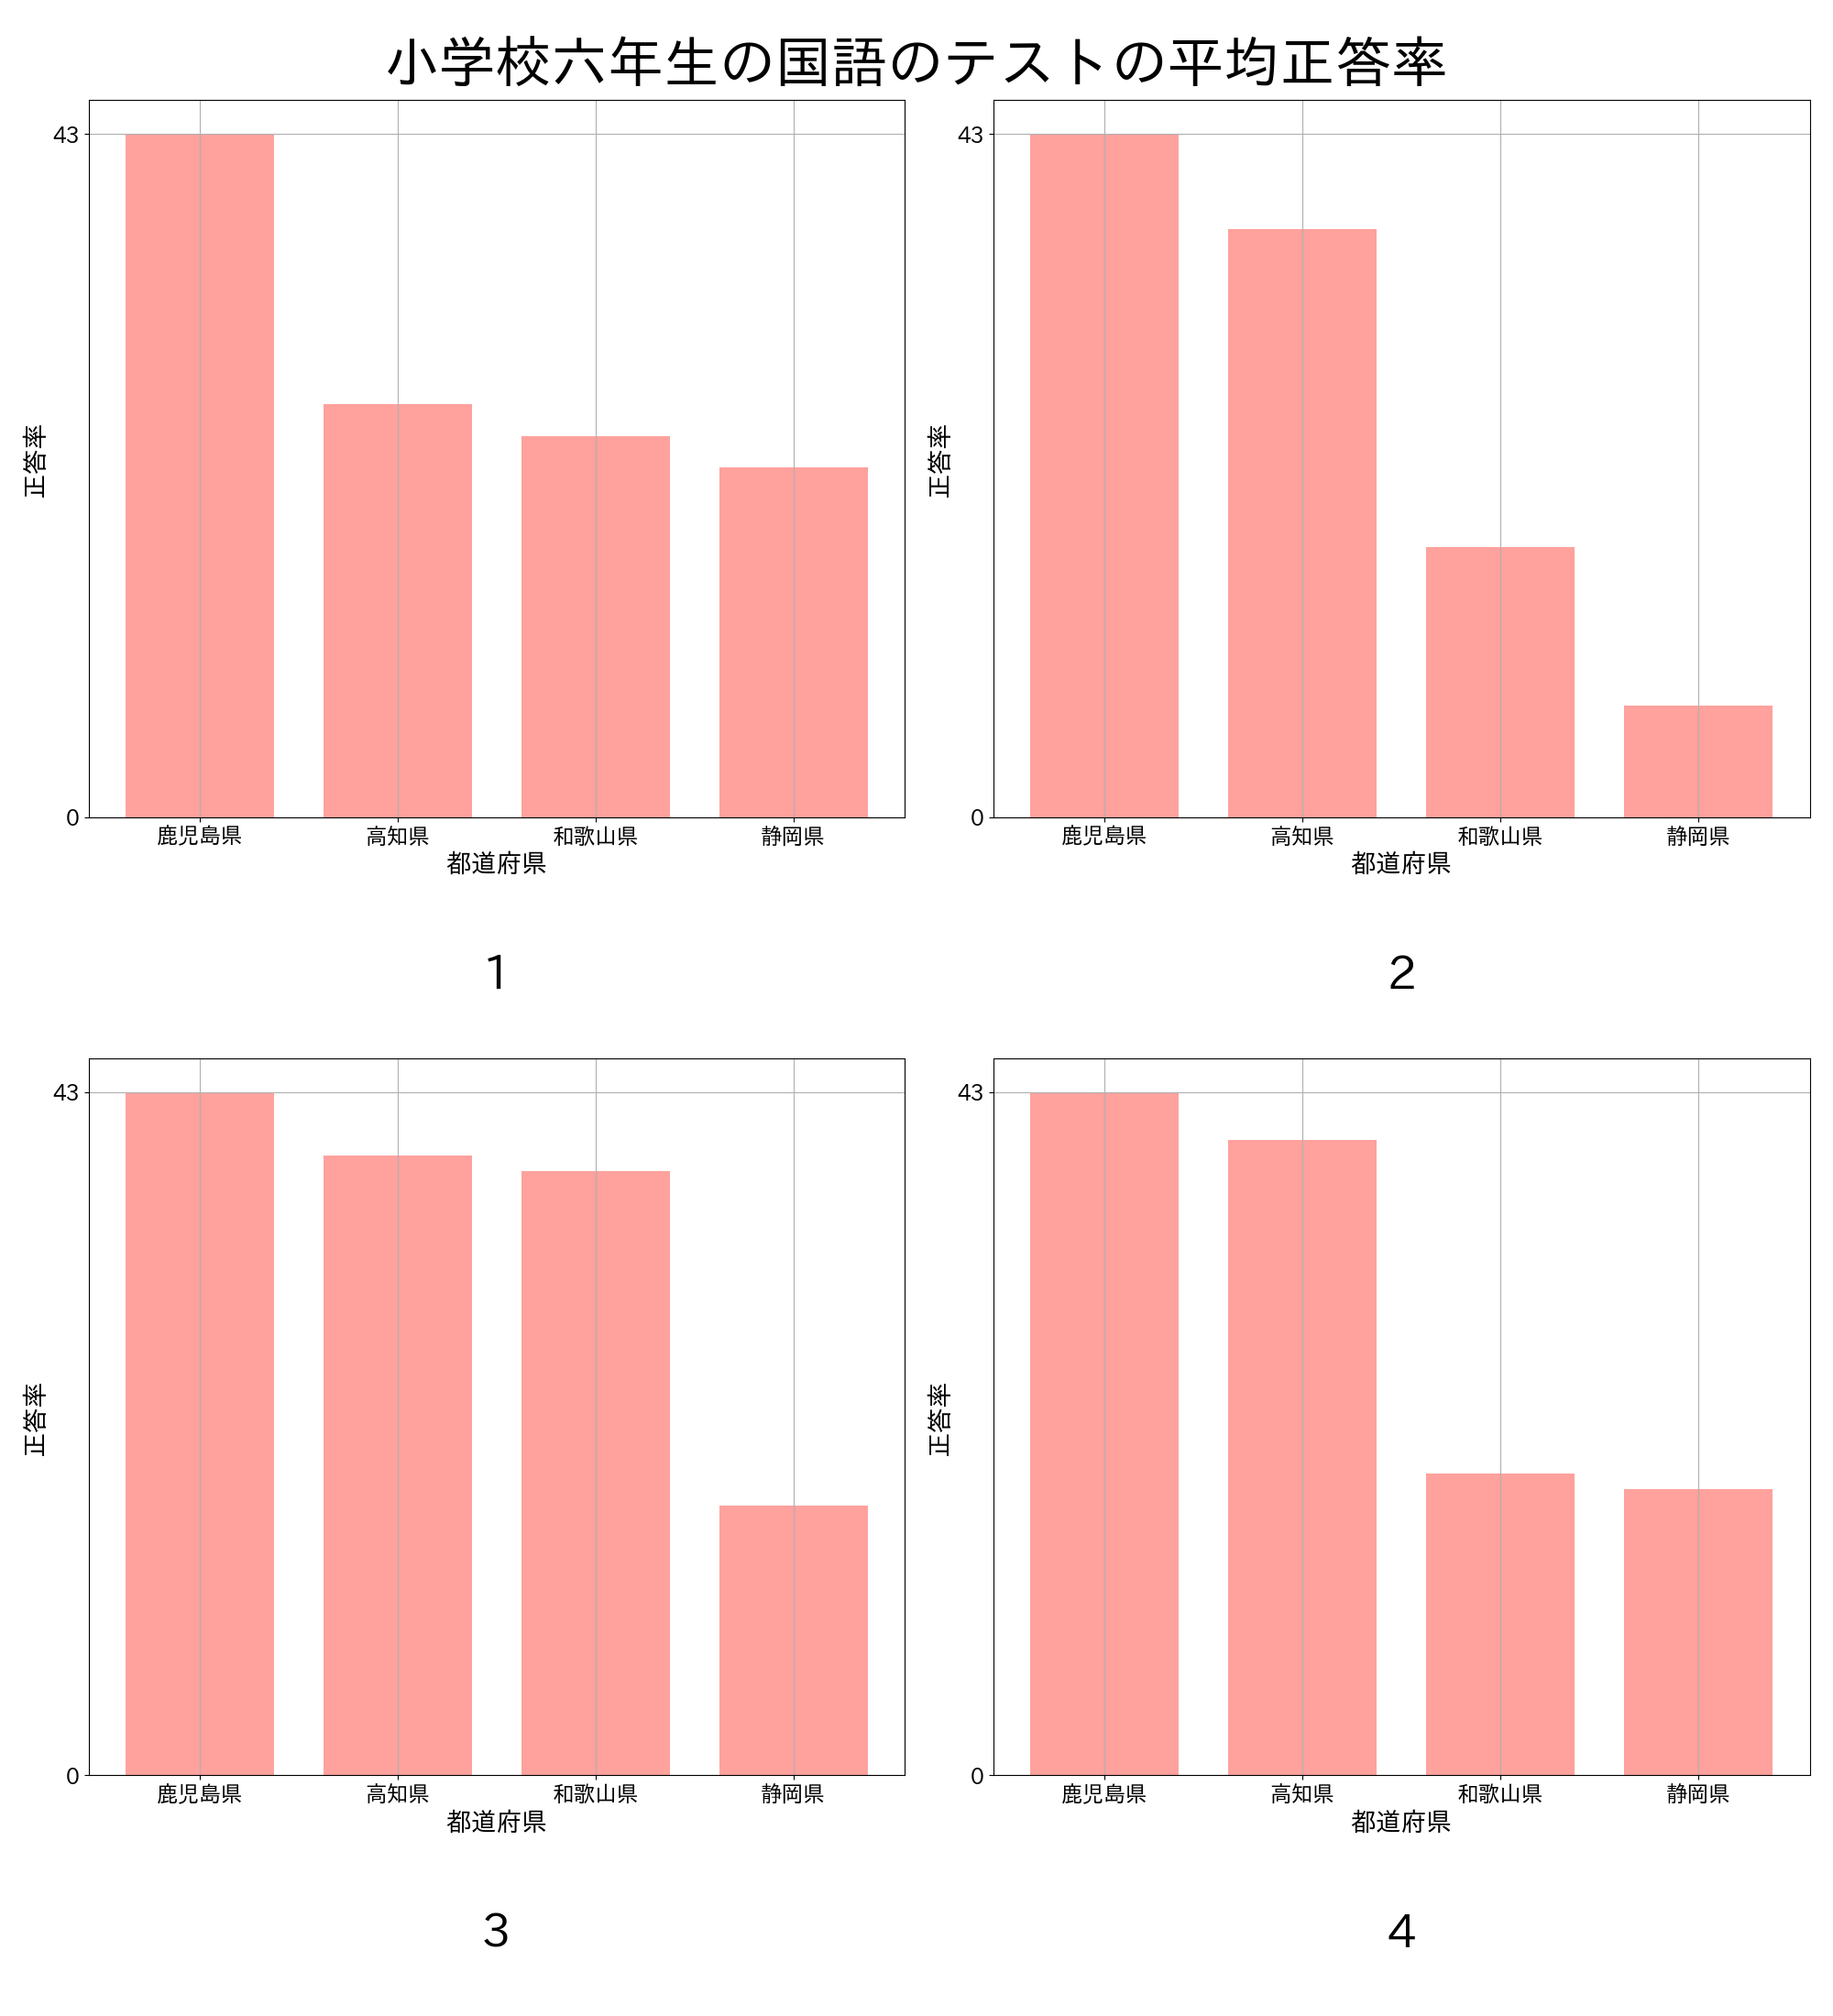 小学校六年生の国語のテストの平均正答率
43
0
正答率
鹿児島県 高知県 和歌山県 静岡県
都道府県
1
43
0
正答率
鹿児島県 高知県 和歌山県 静岡県
都道府県
2
43
0
正答率
鹿児島県 高知県 和歌山県 静岡県
都道府県
3
43
0
正答率
鹿児島県 高知県 和歌山県 静岡県
都道府県
4